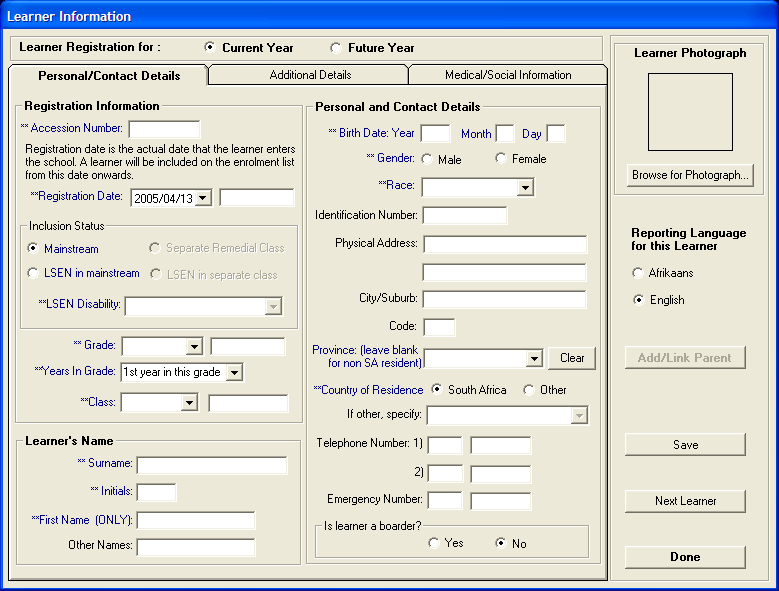 Learner Information
Learner Registration for :
Current Year
Future Year
Personal/Contact Details
Additional Details
Medical/Social Information
Registration Information
** Accession Number:
Registration date is the actual date that the learner enters
the school. A learner will be included on the enrolment list
from this date onwards.
**Registration Date:
2005/04/13
Inclusion Status
Mainstream
Separate Remedial Class
LSEN in mainstream
LSEN in separate class
**LSEN Disability:
** Grade:
**Years In Grade:
1st year in this grade
**Class:
Learner's Name
** Surname:
** Initials:
**First Name (ONLY):
Other Names:
Personal and Contact Details
** Birth Date: Year
Month
Day
** Gender:
Male
Female
**Race:
Identification Number:
Physical Address:
City/Suburb:
Code:
Province: (leave blank
for non SA resident)
Clear
**Country of Residence
South Africa
Other
If other, specify:
Telephone Number: 1)
2)
Emergency Number:
Is learner a boarder?
Yes
No
Learner Photograph
Browse for Photograph...
Reporting Language
for this Learner
Afrikaans
English
Add/Link Parent
Save
Next Learner
Done